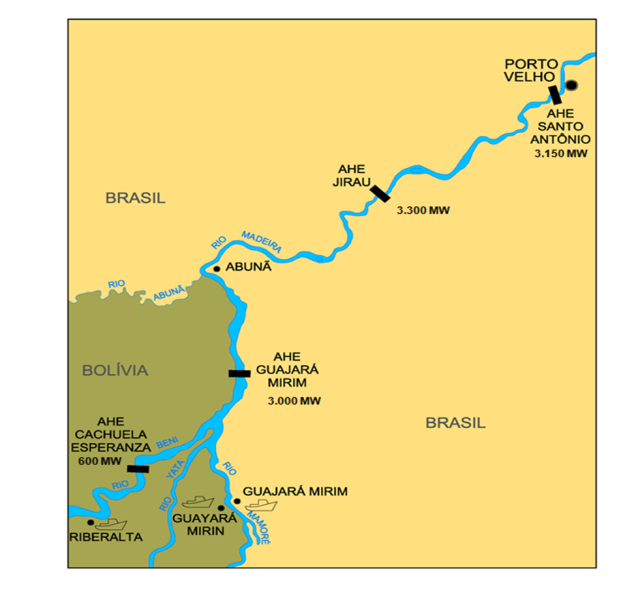 PORTO
VELHO
AHE
SANTO
ANTÔNIO
3.150 MW
AHE
JIRAU
3.300 MW
BRASIL
RIO MADEIRA
ABUNÃ
RIO ABUNÃ
BOLÍVIA
AHE
GUAJARÁ
MIRIM
3.000 MW
BRASIL
AHE
CACHUELA
ESPERANZA
600 MW
RIO BENI
RIO YATA
RIO MAMORÉ
GUAJARÁ MIRIM
GUAYARÁ
MIRIN
RIBERALTA